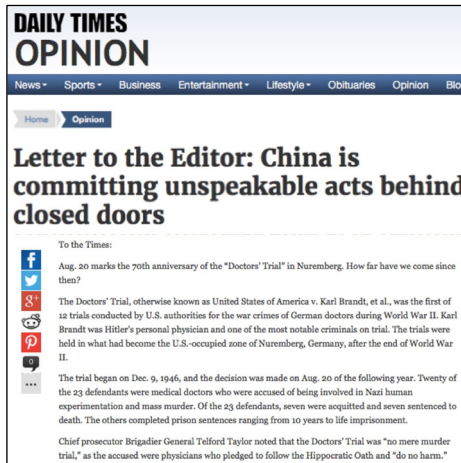 DAILY TIMES
OPINION
News Sports Business Entertainment Lifestyle Obituaries Opinion Blo
Home Opinion
Letter to the Editor: China is
committing unspeakable acts behind
closed doors
To the Times:
Aug. 20 marks the 70th anniversary of the “Doctors’ Trial” in Nuremberg. How far have we come since
then?
The Doctors’ Trial, otherwise known as United States of America v. Karl Brandt, et al., was the first of
12 trials conducted by U.S. authorities for the war crimes of German doctors during World War II. Karl
Brandt was Hitler’s personal physician and one of the most notable criminals on trial. The trials were
held in what had become the U.S.-occupied zone of Nuremberg, Germany, after the end of World War
II.
0
The trial began on Dec. 9, 1946, and the decision was made on Aug. 20 of the following year. Twenty of
the 23 defendants were medical doctors who were accused of being involved in Nazi human
experimentation and mass murder. Of the 23 defendants, seven were acquitted and seven sentenced to
death. The others completed prison sentences ranging from 10 years to life imprisonment.
Chief prosecutor Brigadier General Telford Taylor noted that the Doctors’ Trial was “no mere murder
trial,” as the accused were physicians who pledged to follow the Hippocratic Oath and “do no harm.”